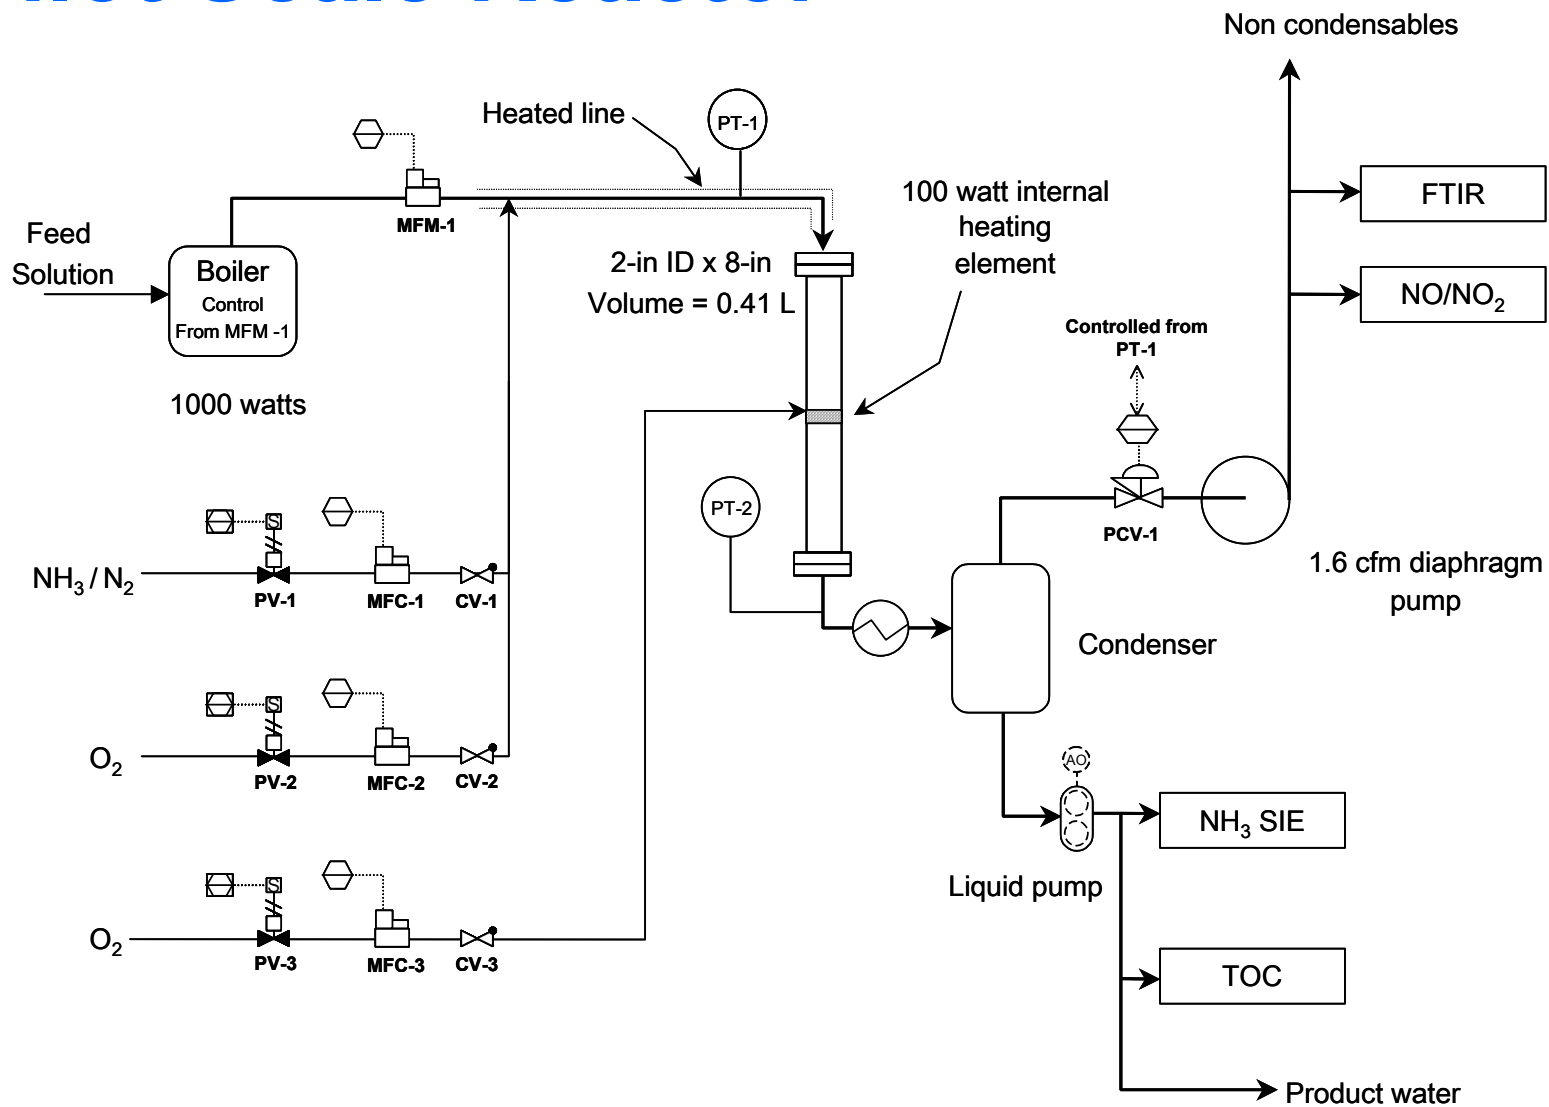 Non condensables
Heated line
PT-1
FTIR
100 watt internal
heating
element
MFM-1
Feed
Solution
Boiler
Control
From MFM -1
2-in ID x 8-in
Volume = 0.41 L
NO/NO₂
Controlled from
PT-1
1000 watts
PT-2
S
NH₃ / N₂
PV-1
MFC-1
CV-1
PCV-1
1.6 cfm diaphragm
pump
Condenser
S
O₂
PV-2
MFC-2
CV-2
AO
NH₃ SIE
Liquid pump
S
O₂
PV-3
MFC-3
CV-3
TOC
Product water